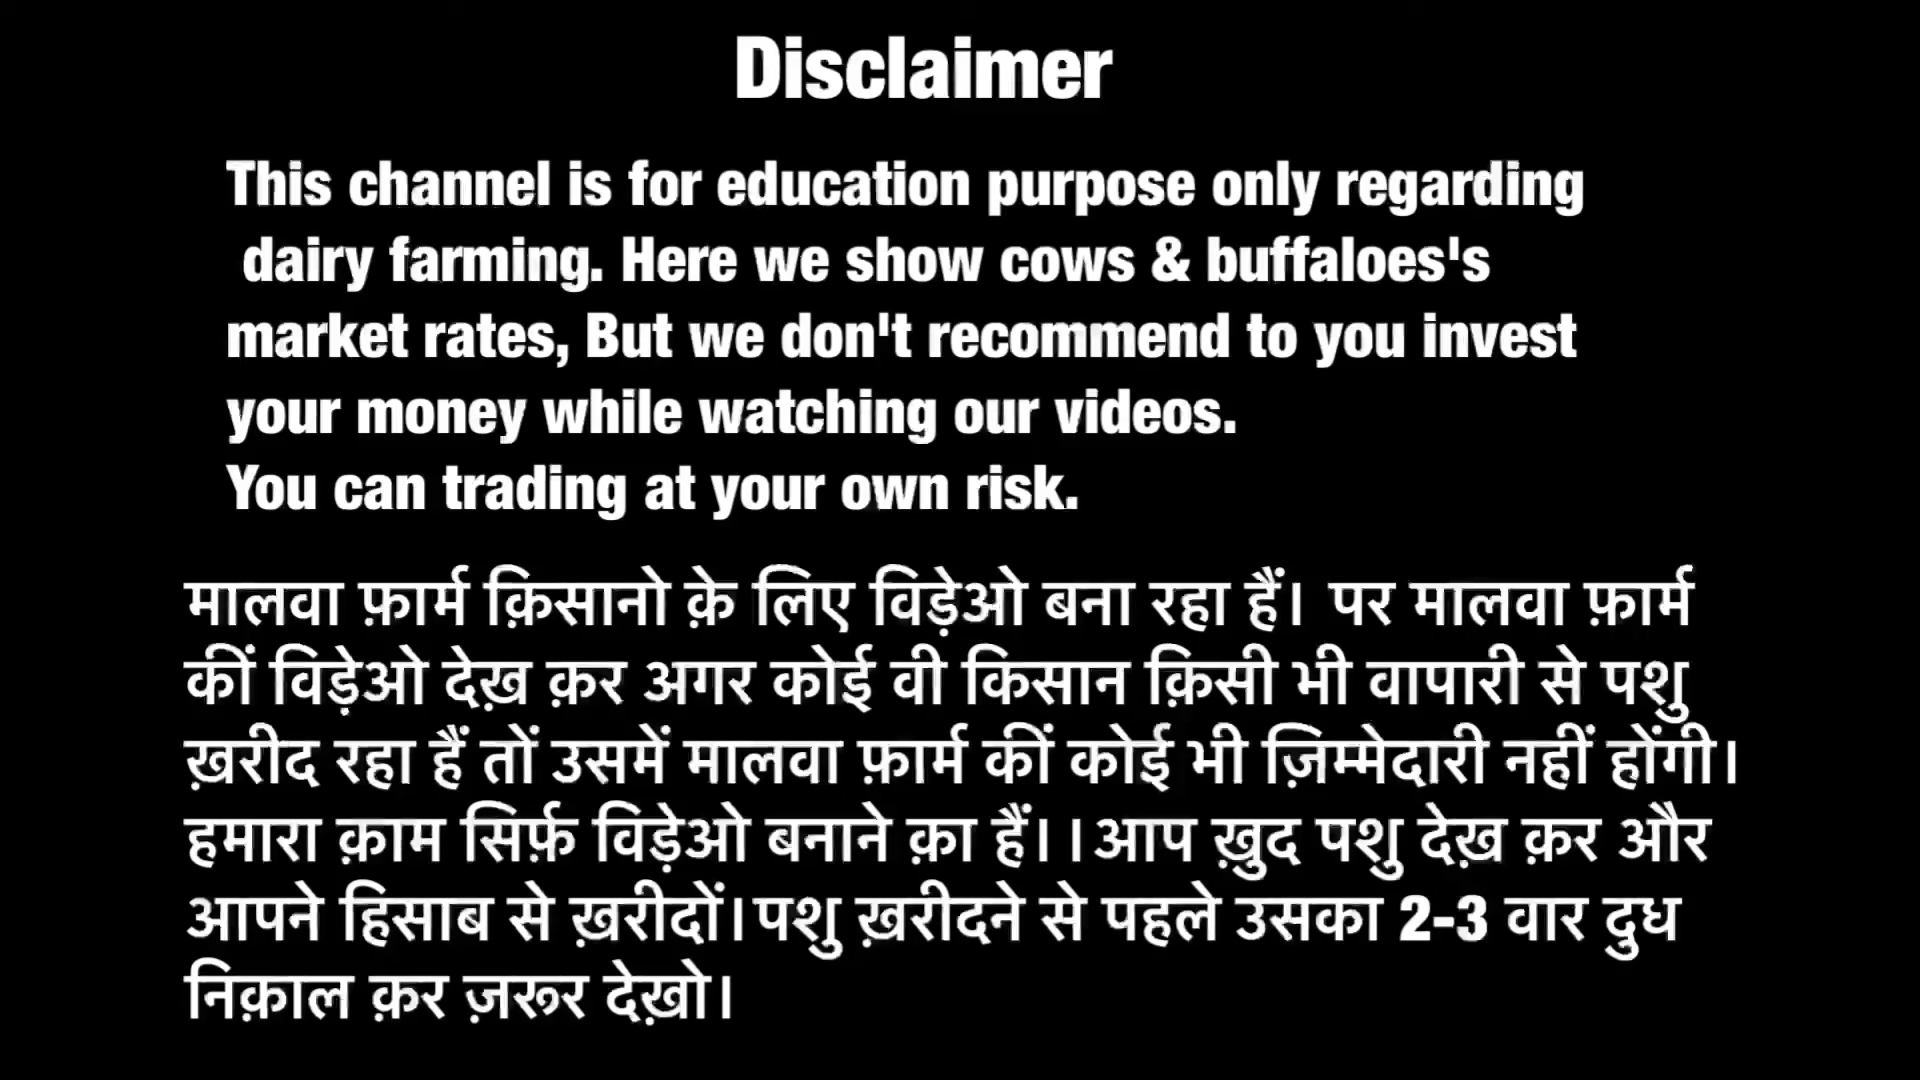 Disclaimer
This channel is for education purpose only regarding
dairy farming. Here we show cows & buffaloes's
market rates, But we don't recommend to you invest
your money while watching our videos.
You can trading at your own risk.
मालवा फ़ार्म क़िसानो क़े लिए विड़ेओ बना रहा हैं। पर मालवा फ़ार्म
कीं विड़ेओ देख़ क़र अगर कोई वी किसान क़िसी भी वापारी से पशु
ख़रीद रहा हैं तों उसमें मालवा फ़ार्म कीं कोई भी ज़िम्मेदारी नहीं होंगी।
हमारा क़ाम सिर्फ़ विड़ेओ बनाने क़ा हैं।।आप ख़ुद पशु देख़ क़र और
आपने हिसाब से ख़रीदों।पशु ख़रीदने से पहले उसका 2-3 वार दुध
निक़ाल क़र ज़रूर देख़ो।